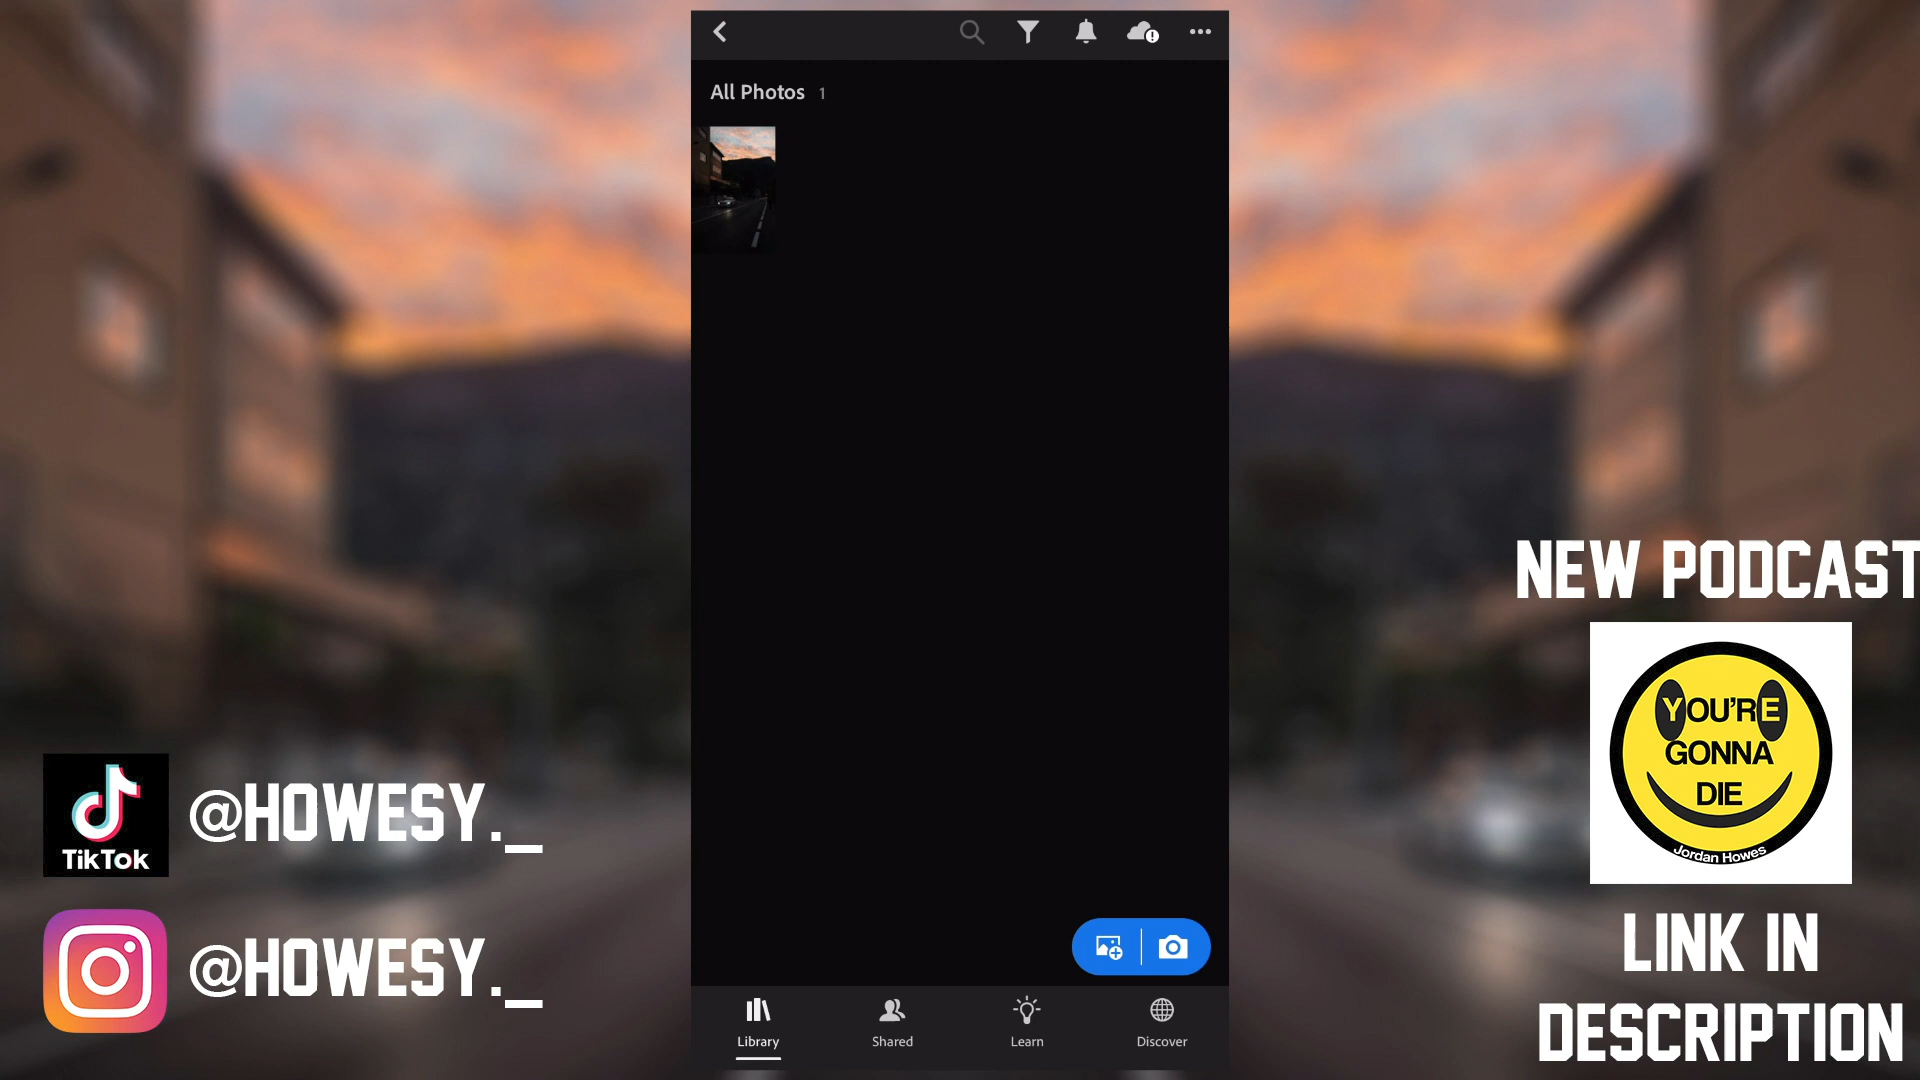 All Photos 1
NEW PODCAST
YOU'RE
GONNA
DIE
Jordan Howes
TikTok
@HOWESY._
@HOWESY._
LINK IN
DESCRIPTION
Library
Shared
Learn
Discover